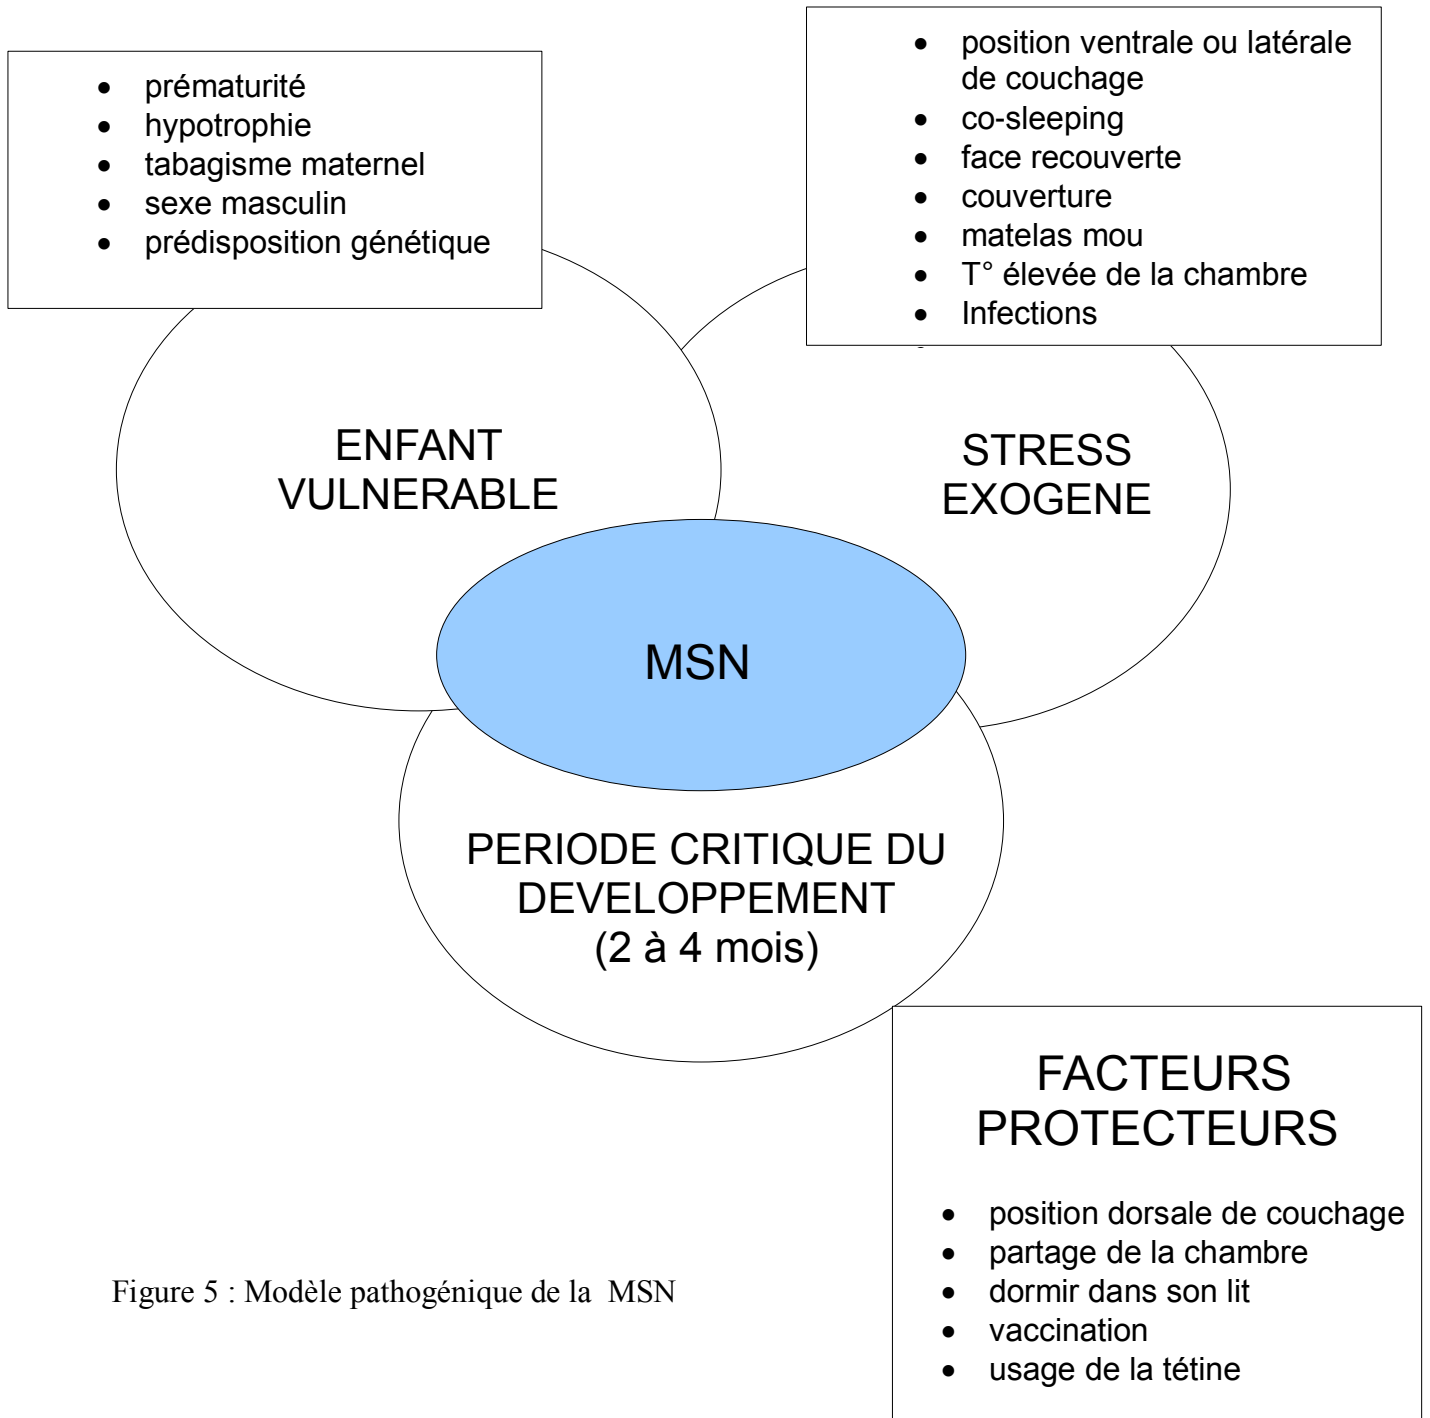 • prématurité
• hypotrophie
• tabagisme maternel
• sexe masculin
• prédisposition génétique
• position ventrale ou latérale
de couchage
• co-sleeping
• face recouverte
• couverture
• matelas mou
• T° élevée de la chambre
• Infections
ENFANT
VULNERABLE
STRESS
EXOGENE
MSN
PERIODE CRITIQUE DU
DEVELOPPEMENT
(2 à 4 mois)
FACTEURS
PROTECTEURS
• position dorsale de couchage
• partage de la chambre
• dormir dans son lit
• vaccination
• usage de la tétine
Figure 5 : Modèle pathogénique de la  MSN